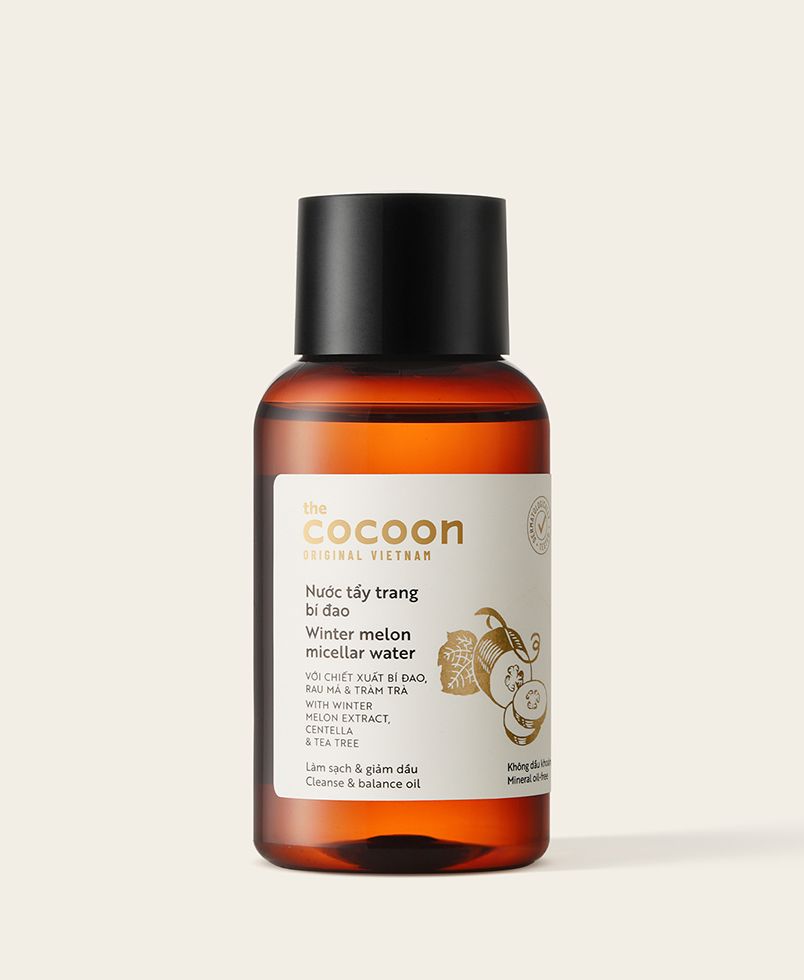 the
cocoon
ORIGINAL VIETNAM
Nước tẩy trang
bí đao
Winter melon
micellar water
VỚI CHIẾT XUẤT BÍ ĐAO,
RAU MÁ & TRÀM TRÀ
WITH WINTER
MELON EXTRACT,
CENTELLA
& TEA TREE
Làm sạch & giảm dầu
Cleanse & balance oil
Không dầu
Mineral oil-free